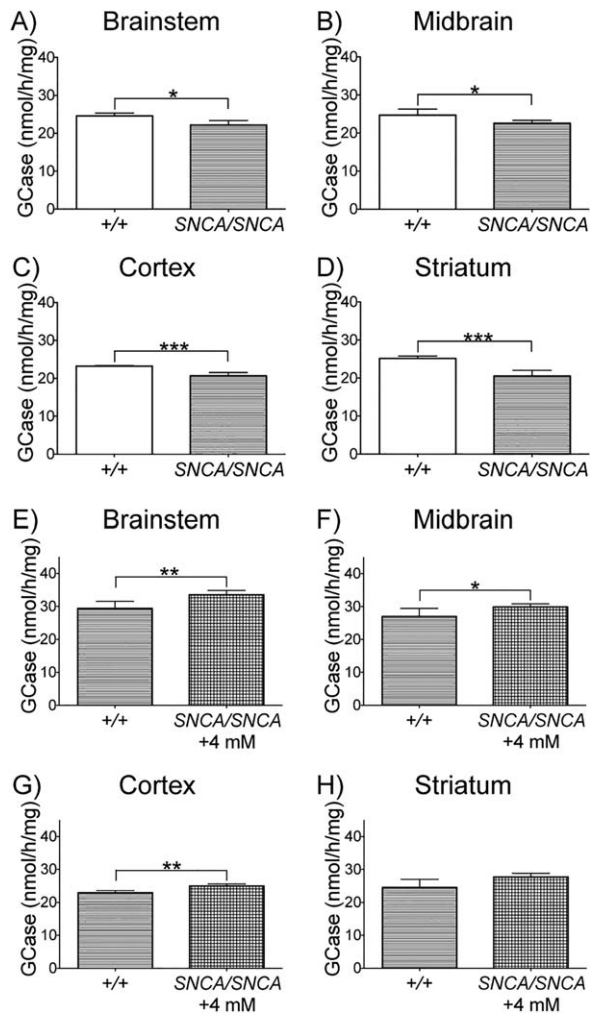 A) Brainstem
GCase (nmol/h/mg)
40
30
20
10
0
*
+/+ SNCA/SNCA
B) Midbrain
GCase (nmol/h/mg)
40
30
20
10
0
*
+/+ SNCA/SNCA
C) Cortex
GCase (nmol/h/mg)
40
30
20
10
0
***
+/+ SNCA/SNCA
D) Striatum
GCase (nmol/h/mg)
40
30
20
10
0
***
+/+ SNCA/SNCA
E) Brainstem
GCase (nmol/h/mg)
40
30
20
10
0
**
+/+ SNCA/SNCA
+4 mM
F) Midbrain
GCase (nmol/h/mg)
40
30
20
10
0
*
+/+ SNCA/SNCA
+4 mM
G) Cortex
GCase (nmol/h/mg)
40
30
20
10
0
**
+/+ SNCA/SNCA
+4 mM
H) Striatum
GCase (nmol/h/mg)
40
30
20
10
0
+/+ SNCA/SNCA
+4 mM